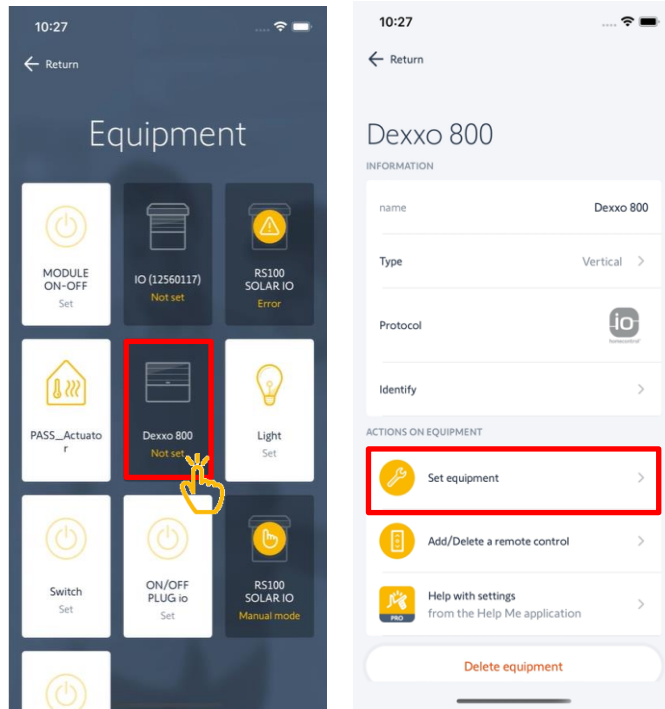 10:27
Return
Equipment
MODULE
ON-OFF
Set
IO (12560117)
Not set
RS100
SOLAR IO
Error
PASS_Actuato
r
Dexxo 800
Not set
Light
Set
Switch
Set
ON/OFF
PLUG io
Set
RS100
SOLAR IO
Manual mode
10:27
Return
Dexxo 800
INFORMATION
name
Dexxo 800
Type
Vertical
Protocol
io
homecontrol
Identify
ACTIONS ON EQUIPMENT
Set equipment
Add/Delete a remote control
Help with settings
from the Help Me application
PRO
Delete equipment